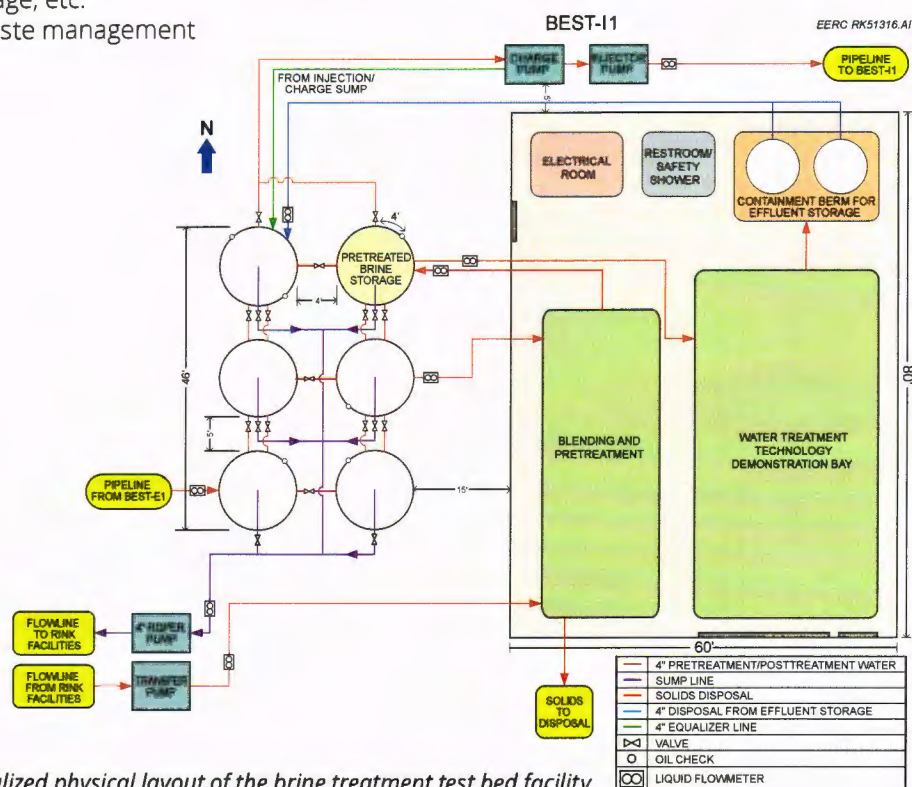 age, etc.
ste management
BEST-I1
EERC RK51316.AI
CHARGE
PUMP
INJECTOR
PUMP
PIPELINE
TO BEST-I1
FROM INJECTION/
CHARGE SUMP
5'
N
ELECTRICAL
ROOM
RESTROOM/
SAFETY
SHOWER
CONTAINMENT BERM FOR
EFFLUENT STORAGE
4'
PRETREATED
BRINE
STORAGE
4'
46'
5'
80'
BLENDING AND
PRETREATMENT
WATER TREATMENT
TECHNOLOGY
DEMONSTRATION BAY
PIPELINE
FROM BEST-E1
15'
FLOWLINE
TO RINK
FACILITIES
4" ROPER
PUMP
FLOWLINE
FROM RINK
FACILITIES
TRANSFER
PUMP
SOLIDS
TO
DISPOSAL
60'
4" PRETREATMENT/POSTTREATMENT WATER
SUMP LINE
SOLIDS DISPOSAL
4" DISPOSAL FROM EFFLUENT STORAGE
4" EQUALIZER LINE
VALVE
OIL CHECK
LIQUID FLOWMETER
alized physical layout of the brine treatment test bed facility